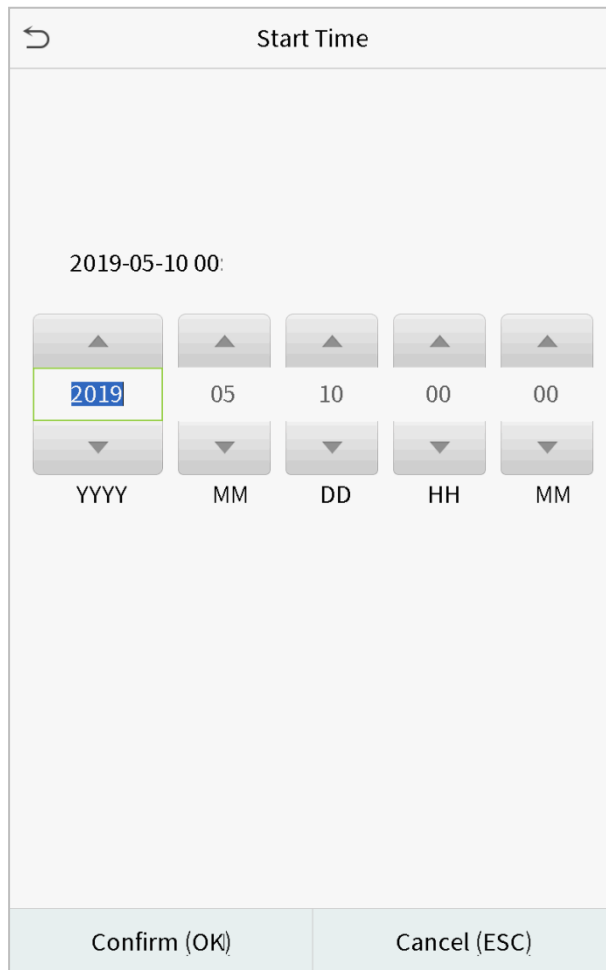 Start Time
2019-05-10 00:
2019 05 10 00 00
YYYY MM DD HH MM
Confirm (OK) Cancel (ESC)